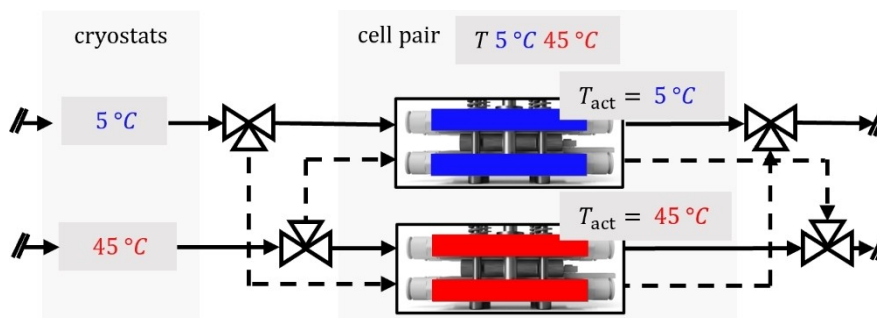 cryostats
cell pair
T 5 °C 45 °C
5 °C
T_act = 5 °C
45 °C
T_act = 45 °C